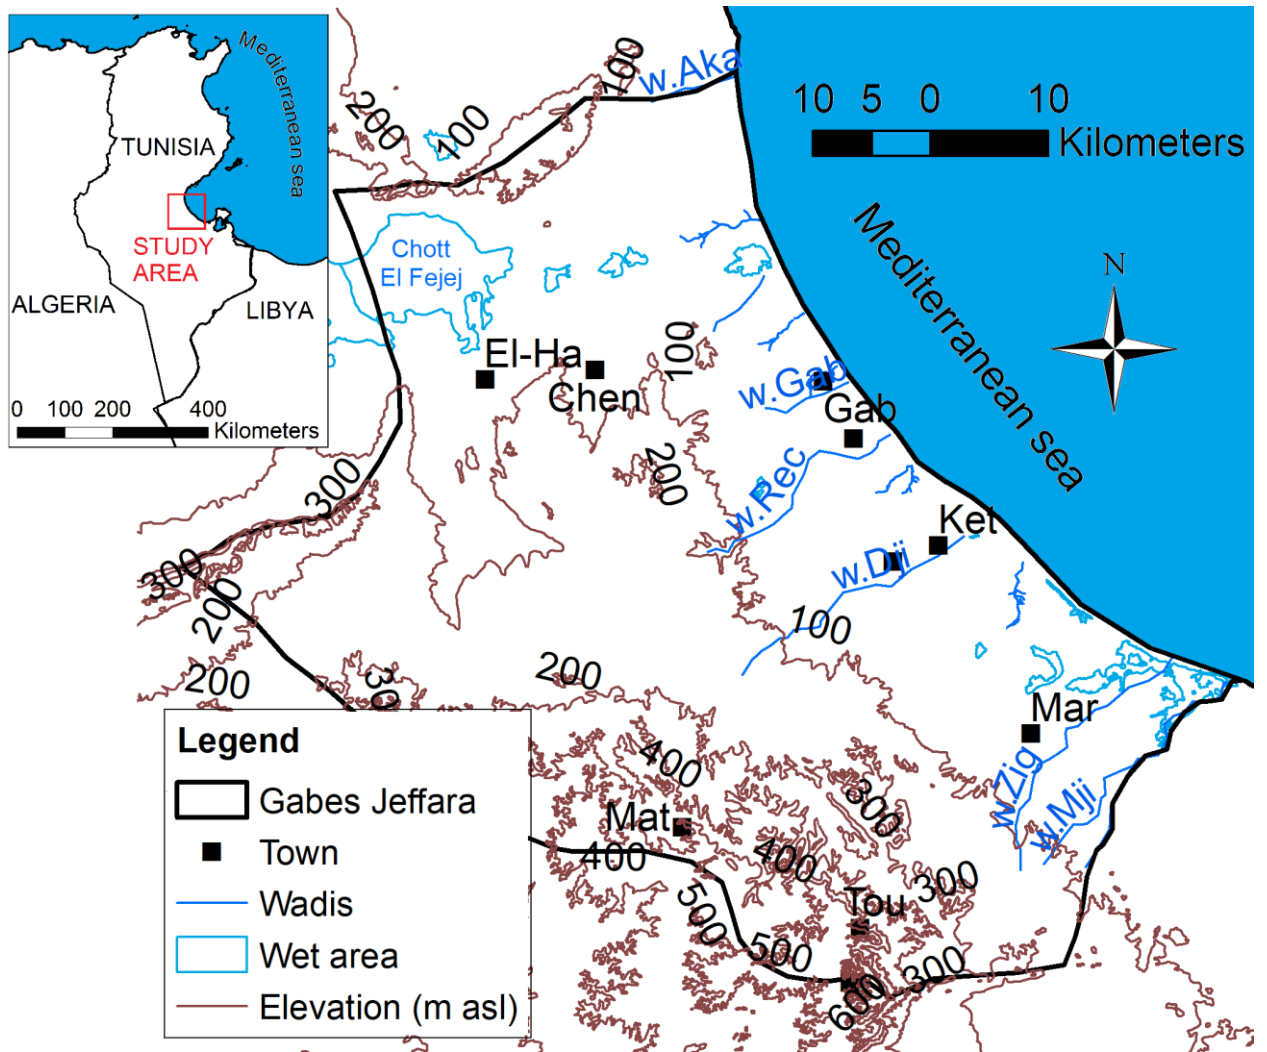 Mediterranean sea
TUNISIA
STUDY
AREA
ALGERIA
LIBYA
0 100 200 400
Kilometers
100
w.Aka
200
100
10 5 0 10
Kilometers
Mediterranean sea
N
Chott
El Fejej
El-Ha
Chen
100
w.Gab
Gab
200
w.Rec
300
Ket
w.Dji
300
200
100
200
200
30
Mar
w.Zig
w.Mji
400
300
Mat
400
400
300
Tou
500
500
300
600
Legend
Gabes Jeffara
Town
Wadis
Wet area
Elevation (m asl)